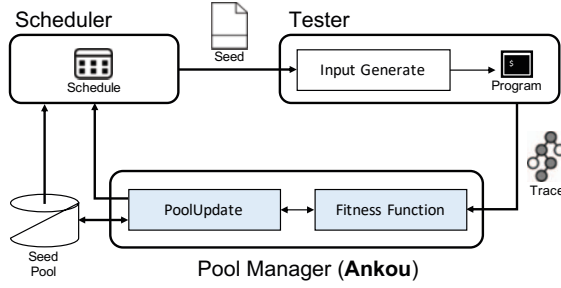 Scheduler
Tester
Seed
Schedule
Input Generate
$
Program
Trace
PoolUpdate
Fitness Function
Seed
Pool
Pool Manager (Ankou)